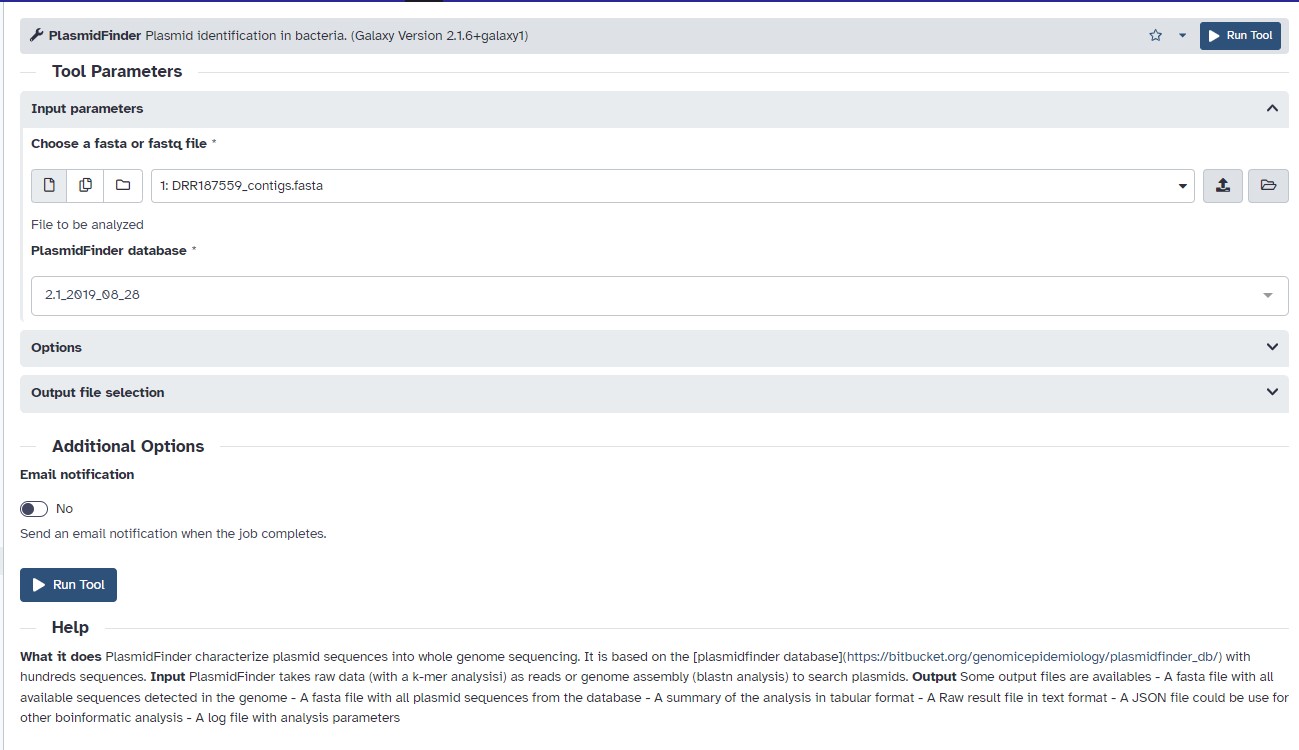 PlasmidFinder Plasmid identification in bacteria. (Galaxy Version 2.1.6+galaxy1)
Run Tool
Tool Parameters
Input parameters
Choose a fasta or fastq file *
1: DRR187559_contigs.fasta
File to be analyzed
PlasmidFinder database *
2.1_2019_08_28
Options
Output file selection
Additional Options
Email notification
No
Send an email notification when the job completes.
Run Tool
Help
What it does PlasmidFinder characterize plasmid sequences into whole genome sequencing. It is based on the [plasmidfinder database](https://bitbucket.org/genomicepidemiology/plasmidfinder_db/) with
hundreds sequences. Input PlasmidFinder takes raw data (with a k-mer analysisi) as reads or genome assembly (blastn analysis) to search plasmids. Output Some output files are availables - A fasta file with all
available sequences detected in the genome - A fasta file with all plasmid sequences from the database - A summary of the analysis in tabular format - A Raw result file in text format - A JSON file could be use for
other boinformatic analysis - A log file with analysis parameters